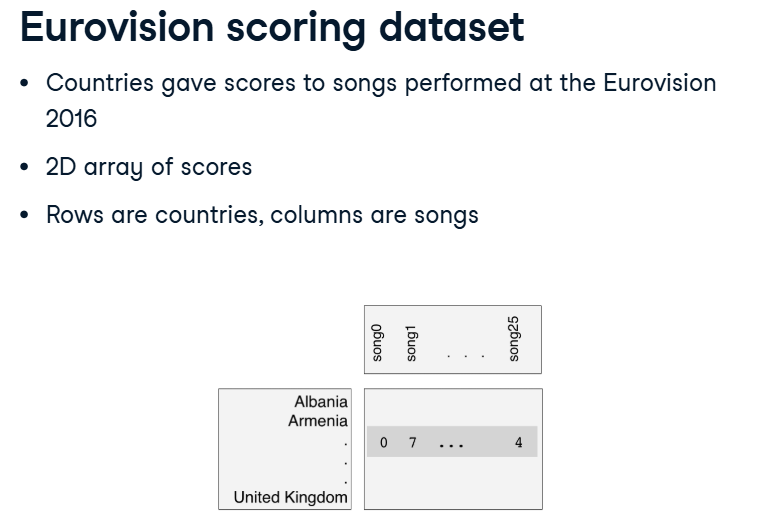 Eurovision scoring dataset
• Countries gave scores to songs performed at the Eurovision
2016
• 2D array of scores
• Rows are countries, columns are songs
song0 song1 . . . song25
Albania
Armenia
.
.
.
United Kingdom
0 7 ... 4